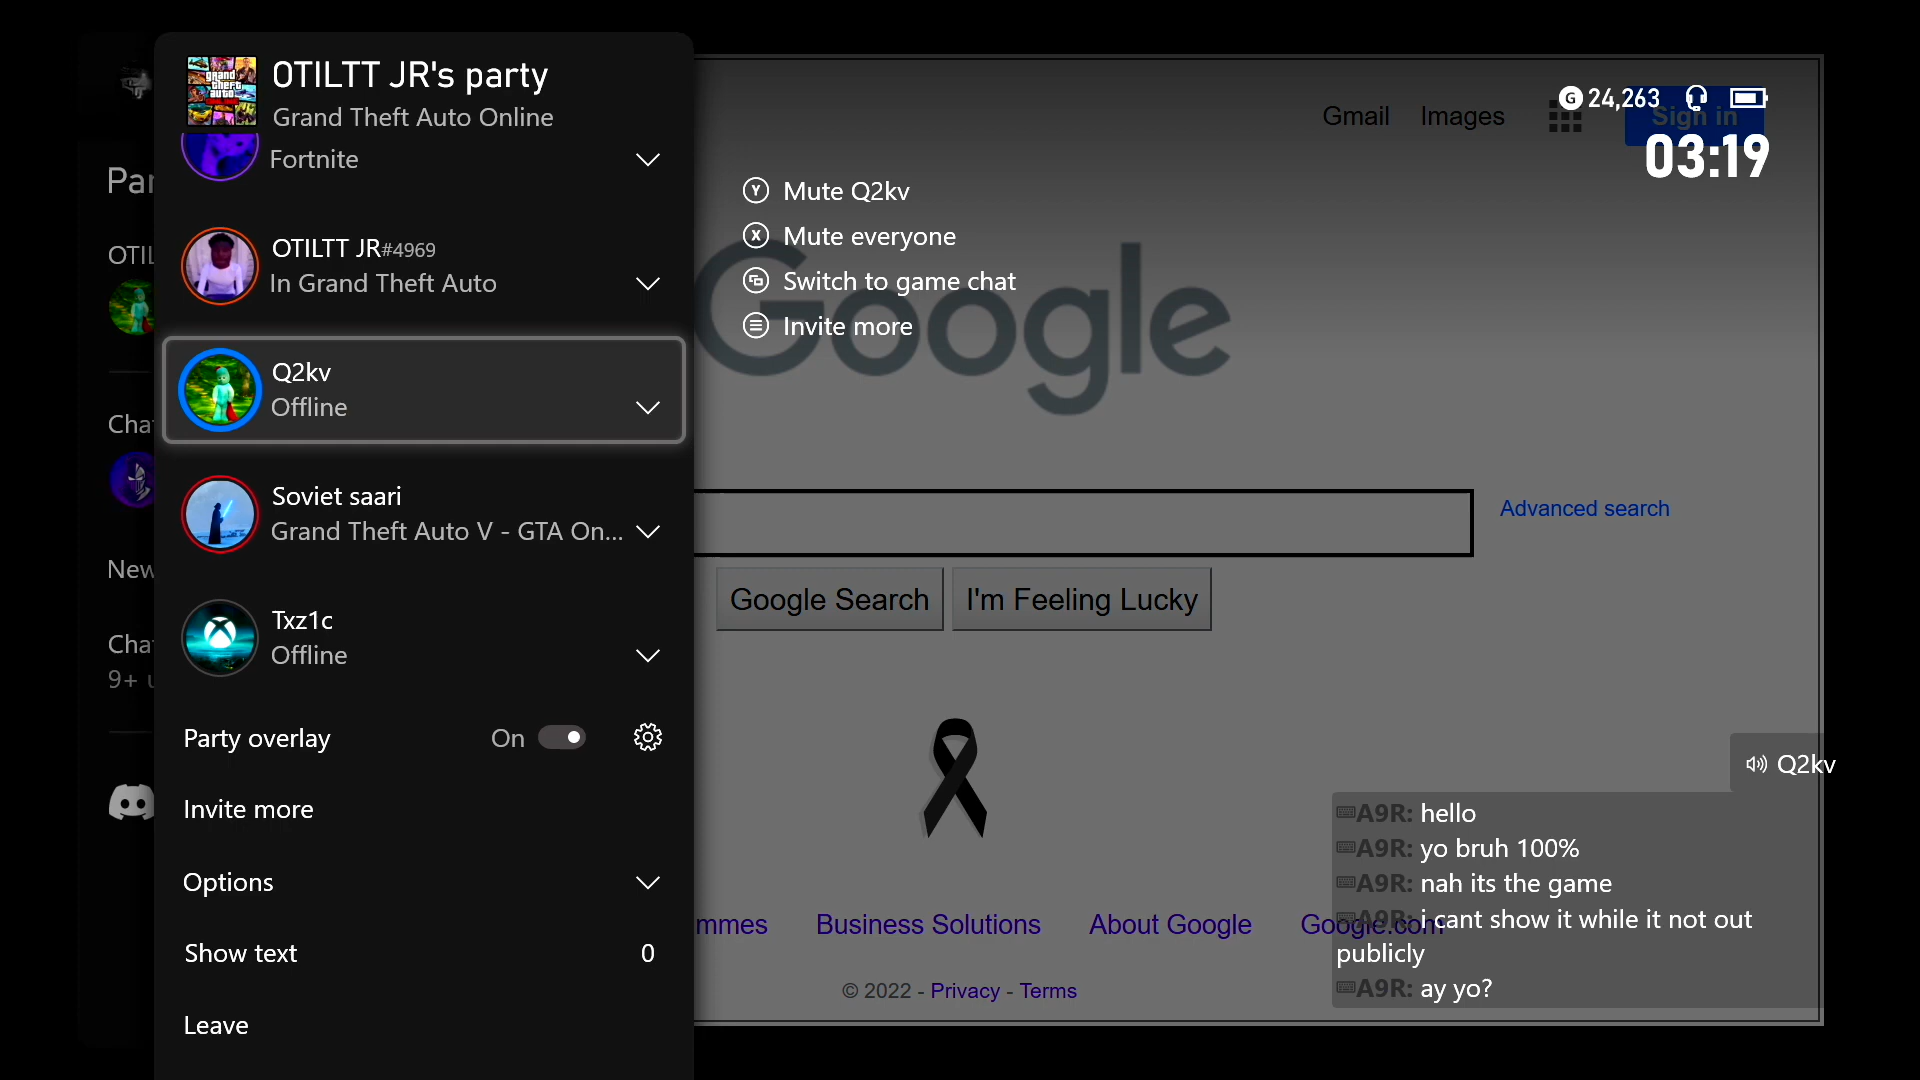 OTILTT JR's party
Grand Theft Auto Online
grand
theft
auto
Fortnite
OTILTT JR#4969
In Grand Theft Auto
Q2kv
Offline
Soviet saari
Grand Theft Auto V - GTA On...
Txz1c
Offline
Party overlay On
Invite more
Options
Show text 0
Leave
Par
OTIL
Chat
New
Chat
9+ u
Y Mute Q2kv
X Mute everyone
Switch to game chat
Invite more
Gmail Images Sign in
G 24,263
03:19
Google
Advanced search
Google Search I'm Feeling Lucky
mmes Business Solutions About Google Google.com
© 2022 - Privacy - Terms
Q2kv
A9R: hello
A9R: yo bruh 100%
A9R: nah its the game
A9R: i cant show it while it not out
publicly
A9R: ay yo?